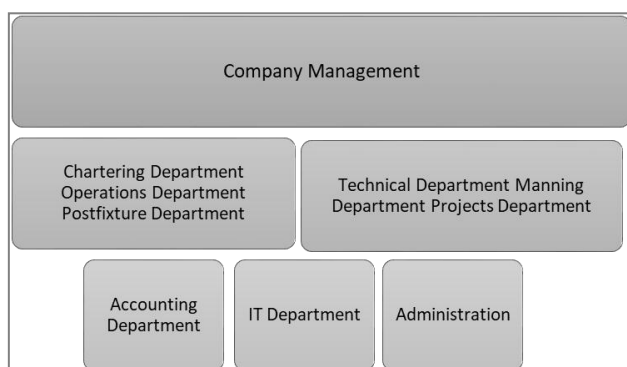 Company Management
Chartering Department
Operations Department
Postfixture Department
Technical Department Manning
Department Projects Department
Accounting
Department
IT Department
Administration